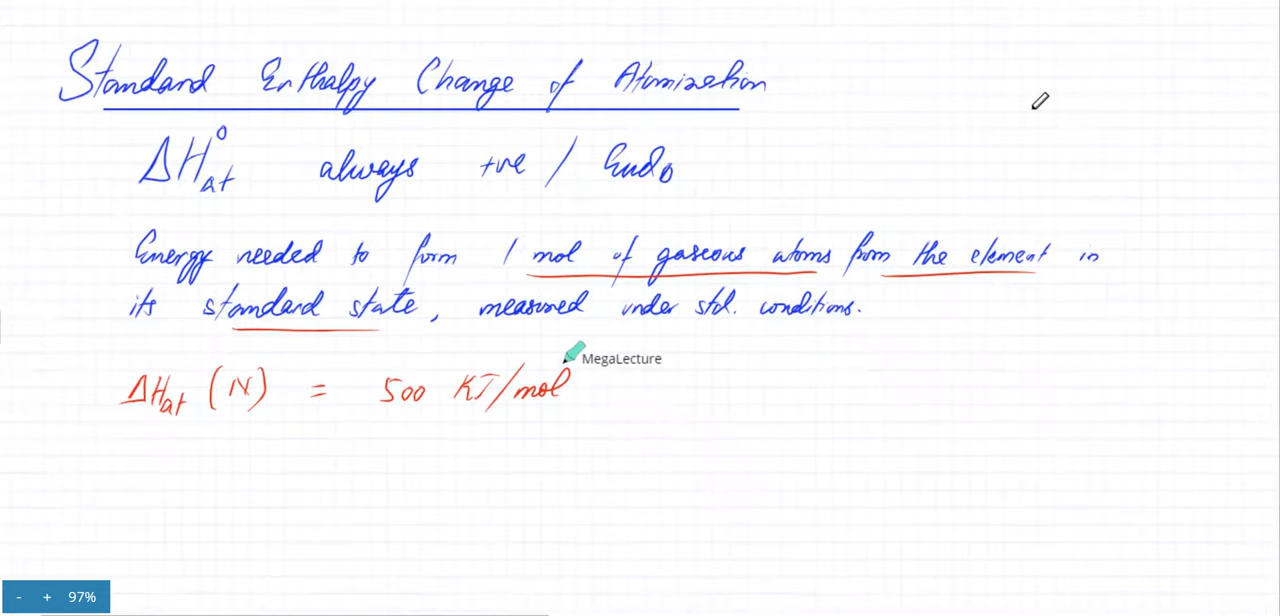 Standard Enthalpy Change of Atomization
ΔH°at always +ve / Endo
Energy needed to form 1 mol of gaseous atoms from the element in
its standard state, measured under std. conditions.
MegaLecture
ΔHat (N) = 500 KJ/mol
- + 97%